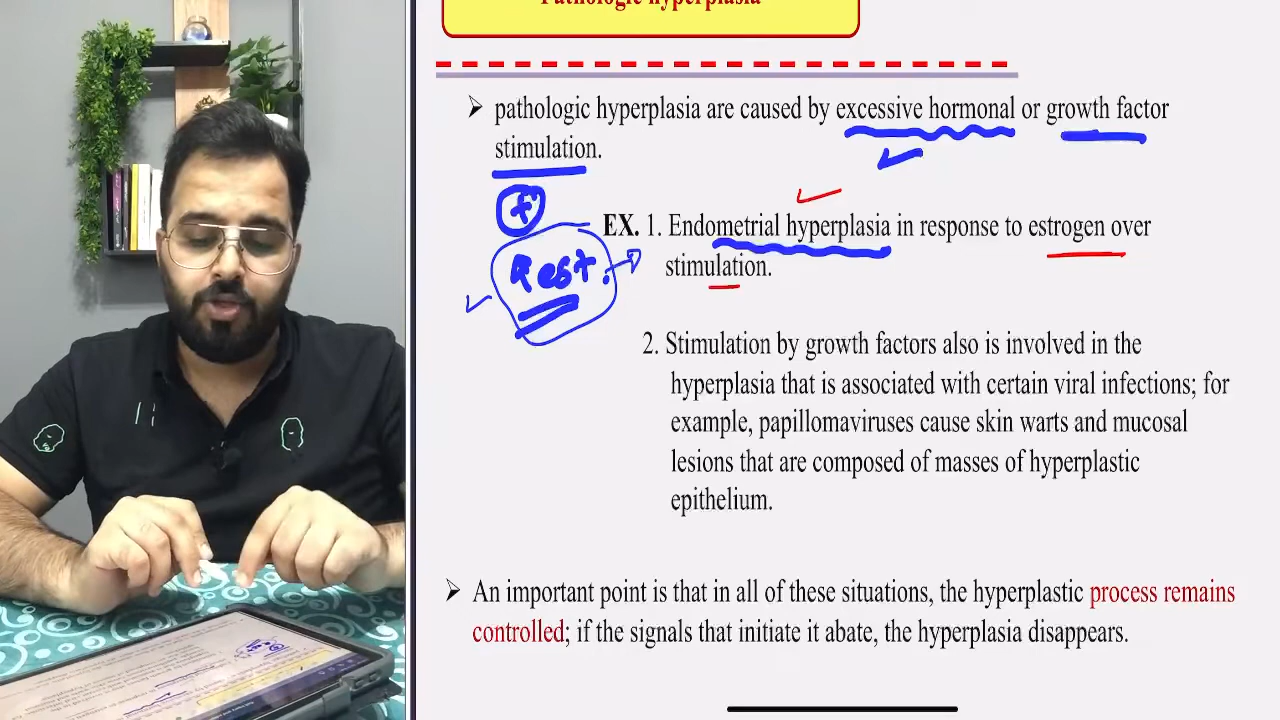 Pathologic hyperplasia
➢ pathologic hyperplasia are caused by excessive hormonal or growth factor
stimulation.
+
EX. 1. Endometrial hyperplasia in response to estrogen over
Rest.
stimulation.
2. Stimulation by growth factors also is involved in the
hyperplasia that is associated with certain viral infections; for
example, papillomaviruses cause skin warts and mucosal
lesions that are composed of masses of hyperplastic
epithelium.
➢ An important point is that in all of these situations, the hyperplastic process remains
controlled; if the signals that initiate it abate, the hyperplasia disappears.